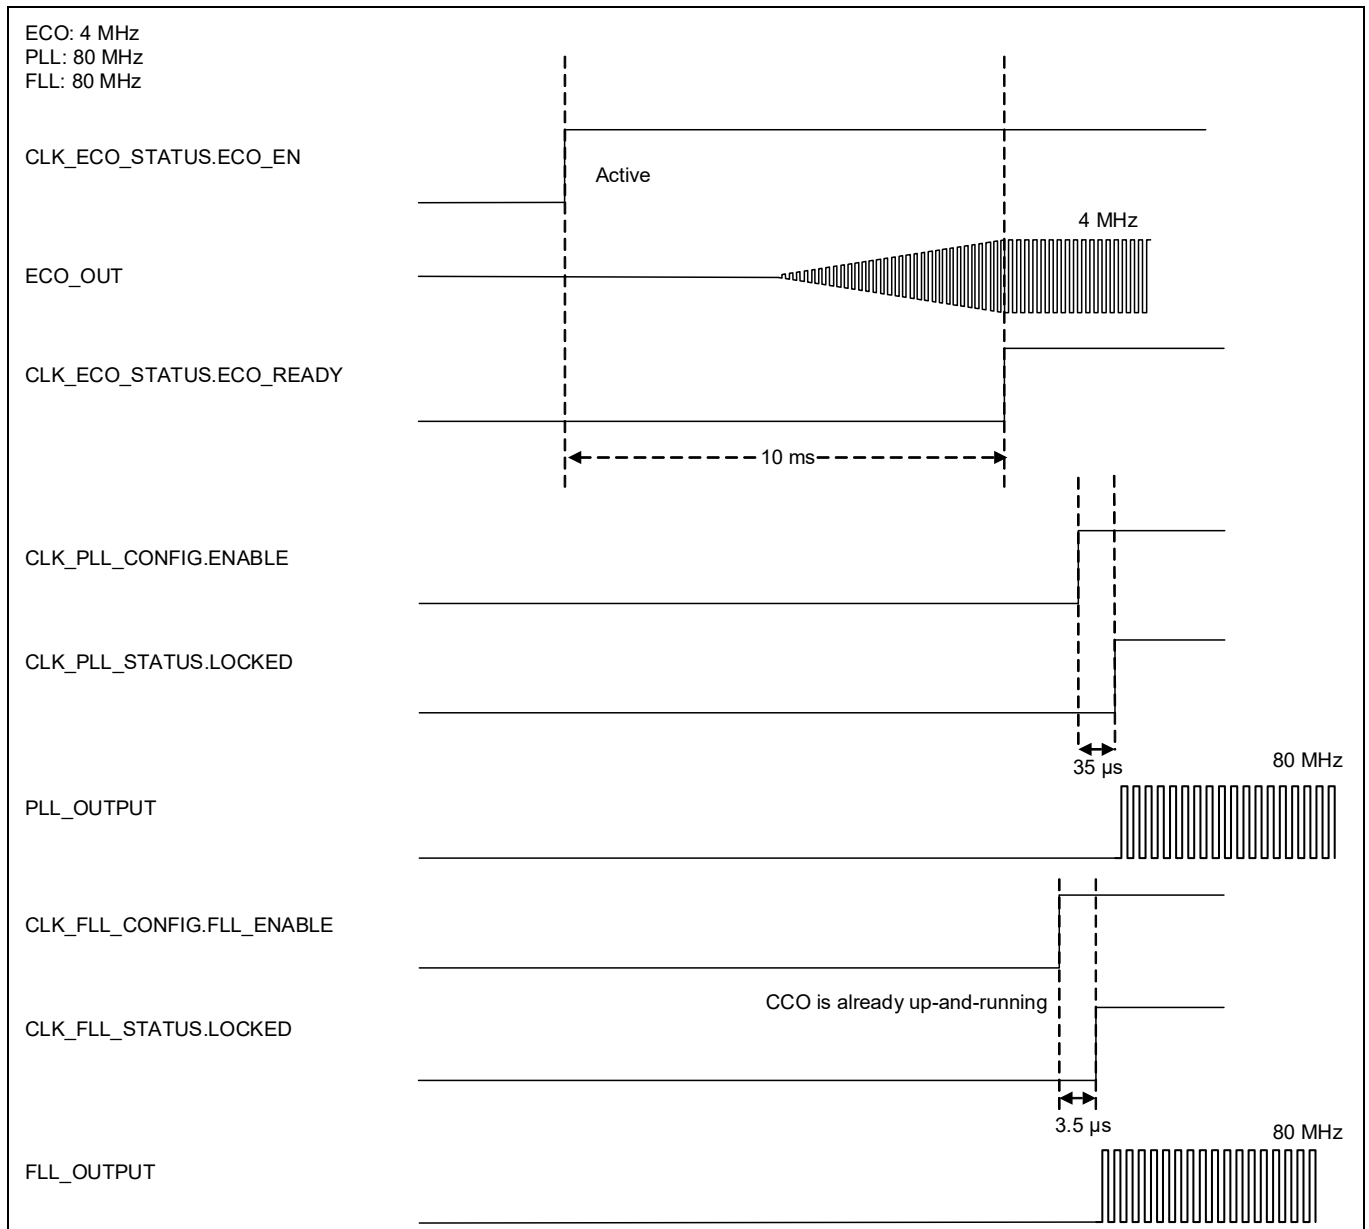 ECO: 4 MHz
PLL: 80 MHz
FLL: 80 MHz
CLK_ECO_STATUS.ECO_EN
Active
4 MHz
ECO_OUT
CLK_ECO_STATUS.ECO_READY
10 ms
CLK_PLL_CONFIG.ENABLE
CLK_PLL_STATUS.LOCKED
35 µs
80 MHz
PLL_OUTPUT
CLK_FLL_CONFIG.FLL_ENABLE
CCO is already up-and-running
CLK_FLL_STATUS.LOCKED
3.5 µs
80 MHz
FLL_OUTPUT